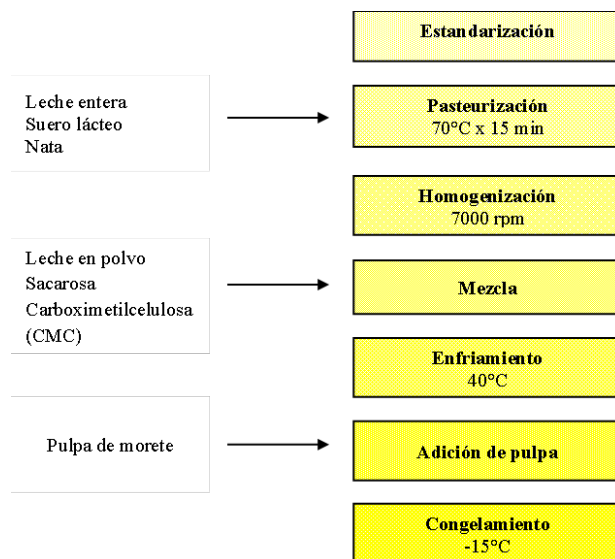 Estandarización
Leche entera
Suero lácteo
Nata
Pasteurización
70°C x 15 min
Homogenización
7000 rpm
Leche en polvo
Sacarosa
Carboximetilcelulosa
(CMC)
Mezcla
Enfriamiento
40°C
Pulpa de morete
Adición de pulpa
Congelamiento
-15°C